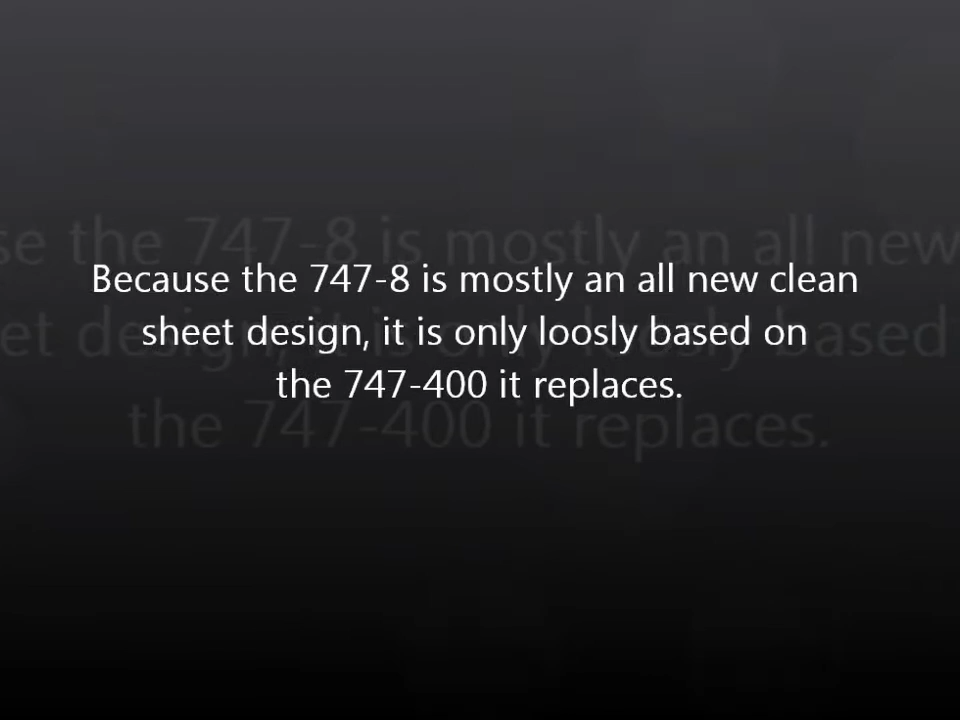 Because the 747-8 is mostly an all new clean
sheet design, it is only loosly based on
the 747-400 it replaces.